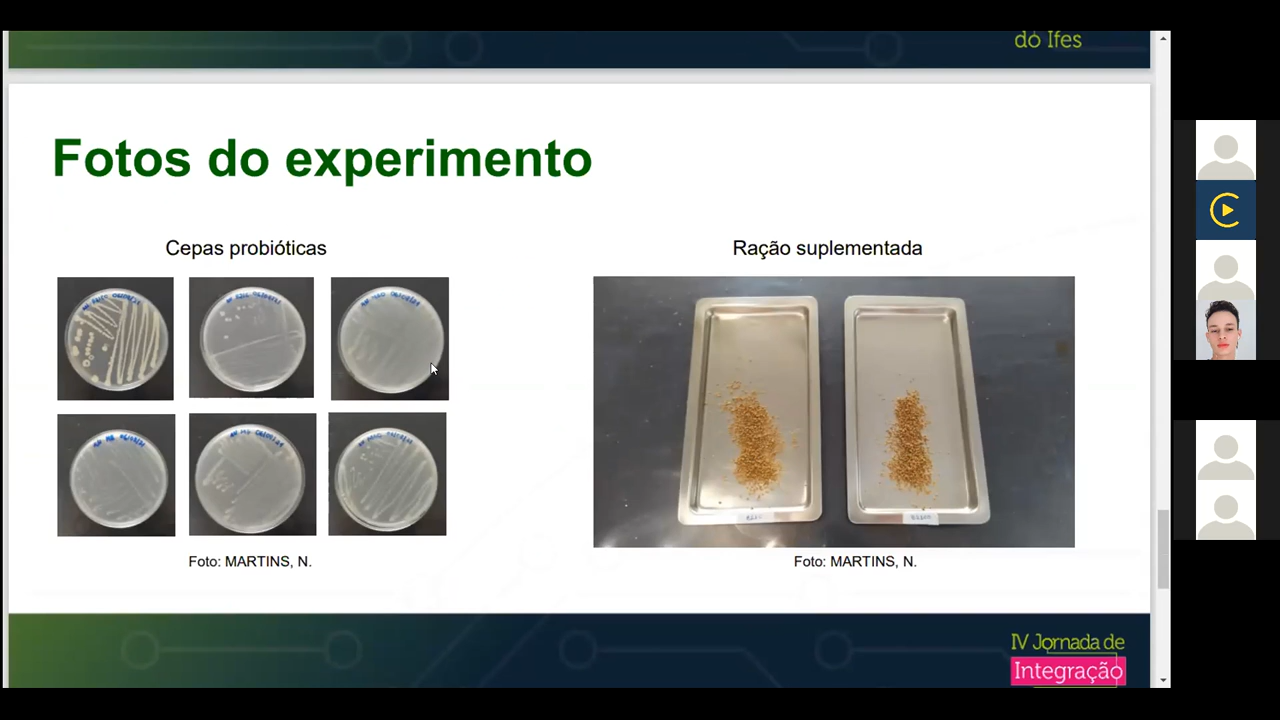 do Ifes
Fotos do experimento
Cepas probióticas
Ração suplementada
Foto: MARTINS, N.
Foto: MARTINS, N.
IV Jornada de
Integração